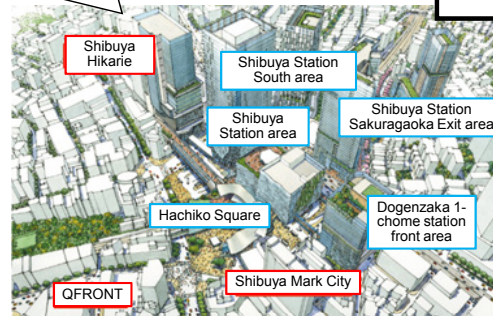 Shibuya
Hikarie
Shibuya Station
South area
Shibuya
Station area
Shibuya Station
Sakuragaoka Exit area
Hachiko Square
Dogenzaka 1-
chome station
front area
QFRONT
Shibuya Mark City